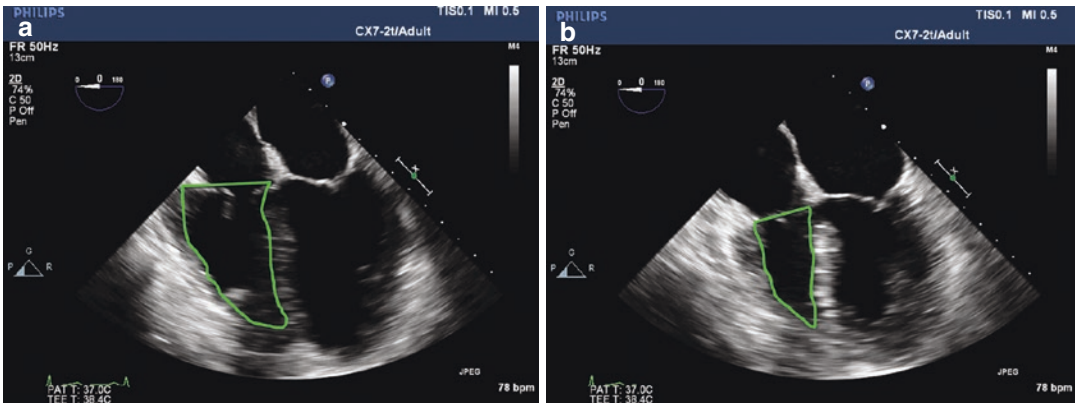 PHILIPS
TIS0.1 MI 0.5
a
CX7-2t/Adult
FR 50Hz
13cm
M4
2D
74%
C 50
P Off
Pen
0 0 180
P
×
G
P R
JPEG
PAT T: 37.0C
TEE T: 38.4C
78 bpm
PHILIPS
TIS0.1 MI 0.5
b
CX7-2t/Adult
FR 50Hz
13cm
M4
2D
74%
C 50
P Off
Pen
0 0 180
P
×
G
P R
JPEG
PAT T: 37.0C
TEE T: 38.4C
78 bpm